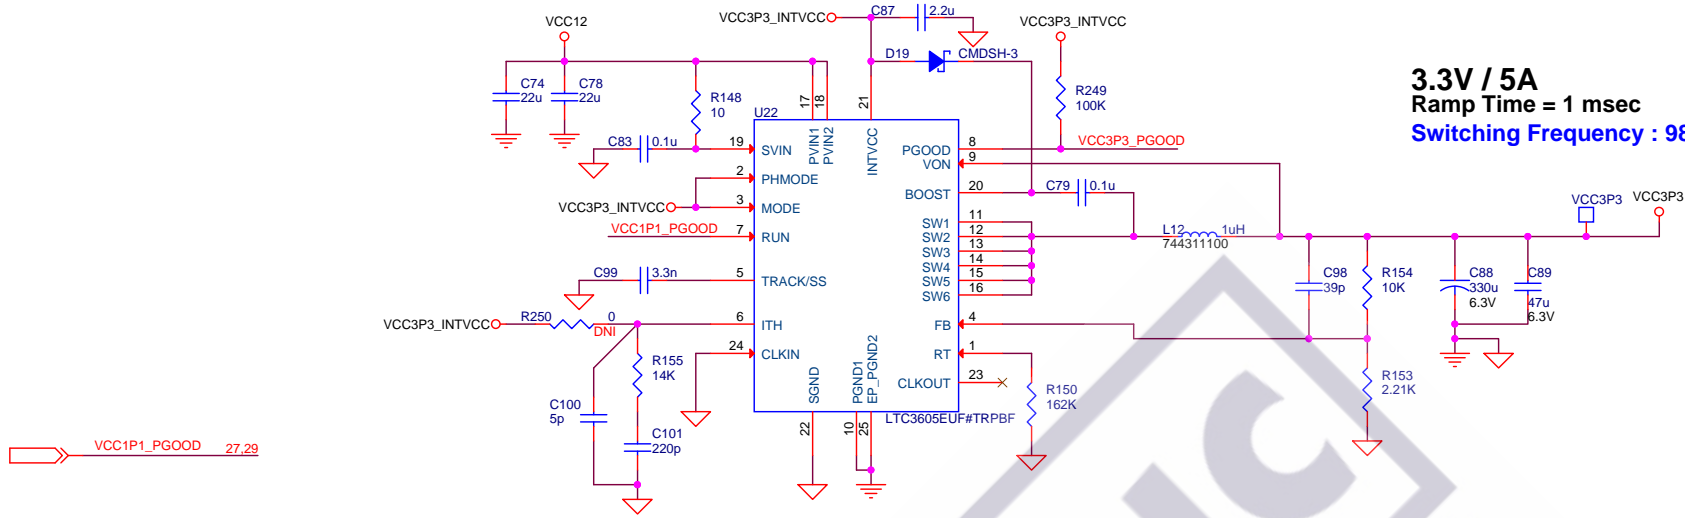 VCC3P3_INTVCC
C87
2.2u
VCC12
VCC3P3_INTVCC
D19
CMDSH-3
3.3V / 5A
Ramp Time = 1 msec
Switching Frequency : 98
C74
22u
C78
22u
R148
10
17
18
21
R249
100K
U22
C83
0.1u
19
SVIN
PVIN1
PVIN2
INTVCC
PGOOD
8
VCC3P3_PGOOD
VON
9
2
PHMODE
BOOST
20
C79
0.1u
VCC3P3_INTVCC
3
MODE
VCC3P3
VCC3P3
VCC1P1_PGOOD
7
RUN
SW1
11
SW2
12
SW3
13
SW4
14
SW5
15
SW6
16
L12
1uH
744311100
C99
3.3n
5
TRACK/SS
C98
39p
R154
10K
C88
330u
6.3V
C89
47u
6.3V
VCC3P3_INTVCC
R250
0
DNI
6
ITH
FB
4
24
CLKIN
RT
1
R155
14K
SGND
PGND1
EP_PGND2
CLKOUT
23
R150
162K
R153
2.21K
C100
5p
22
10
25
LTC3605EUF#TRPBF
C101
220p
VCC1P1_PGOOD
27,29